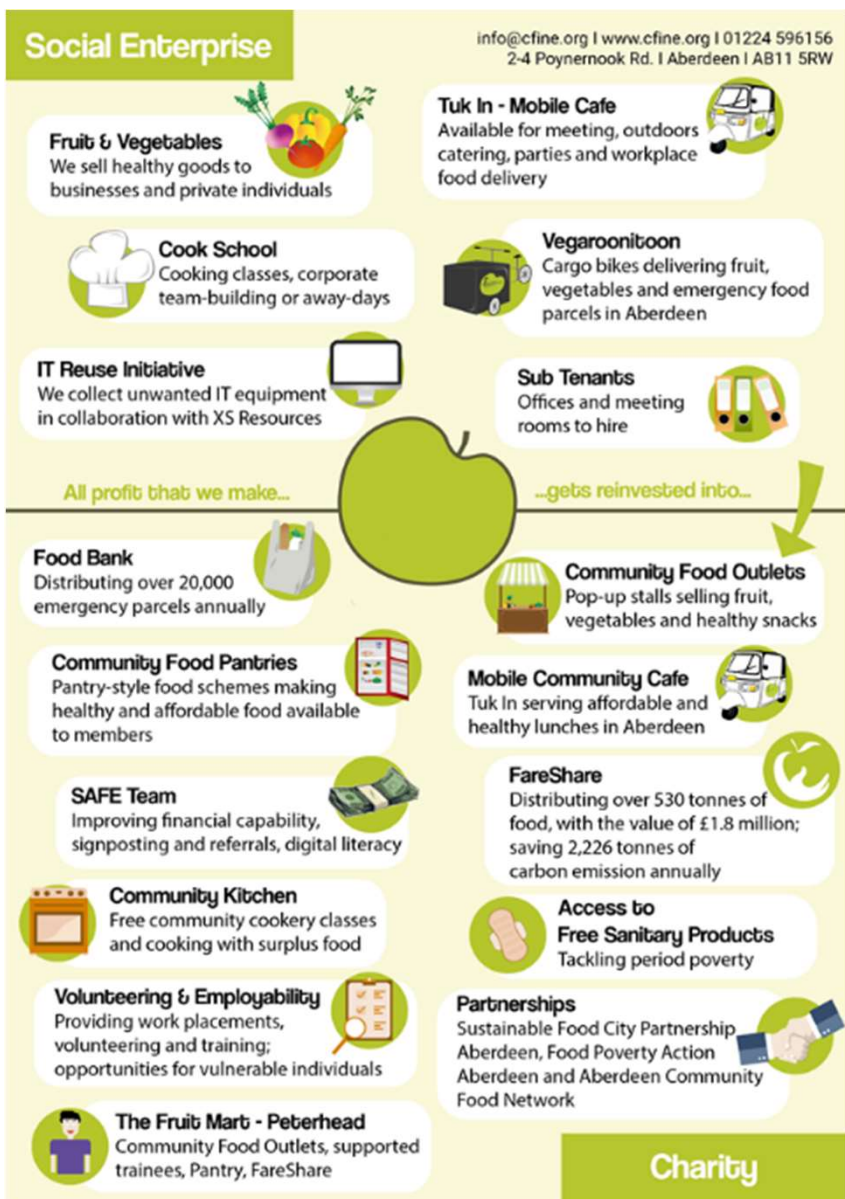 Social Enterprise
info@cfine.org I www.cfine.org I 01224 596156
2-4 Poynernook Rd. I Aberdeen I AB11 5RW
Fruit & Vegetables
We sell healthy goods to
businesses and private individuals
Tuk In - Mobile Cafe
Available for meeting, outdoors
catering, parties and workplace
food delivery
Cook School
Cooking classes, corporate
team-building or away-days
Vegaroonitoon
Cargo bikes delivering fruit,
vegetables and emergency food
parcels in Aberdeen
IT Reuse Initiative
We collect unwanted IT equipment
in collaboration with XS Resources
Sub Tenants
Offices and meeting
rooms to hire
All profit that we make...
...gets reinvested into...
Food Bank
Distributing over 20,000
emergency parcels annually
Community Food Outlets
Pop-up stalls selling fruit,
vegetables and healthy snacks
Community Food Pantries
Pantry-style food schemes making
healthy and affordable food available
to members
Mobile Community Cafe
Tuk In serving affordable and
healthy lunches in Aberdeen
SAFE Team
Improving financial capability,
signposting and referrals, digital literacy
FareShare
Distributing over 530 tonnes of
food, with the value of £1.8 million;
saving 2,226 tonnes of
carbon emission annually
Community Kitchen
Free community cookery classes
and cooking with surplus food
Access to
Free Sanitary Products
Tackling period poverty
Volunteering & Employability
Providing work placements,
volunteering and training;
opportunities for vulnerable individuals
Partnerships
Sustainable Food City Partnership
Aberdeen, Food Poverty Action
Aberdeen and Aberdeen Community
Food Network
The Fruit Mart - Peterhead
Community Food Outlets, supported
trainees, Pantry, FareShare
Charity